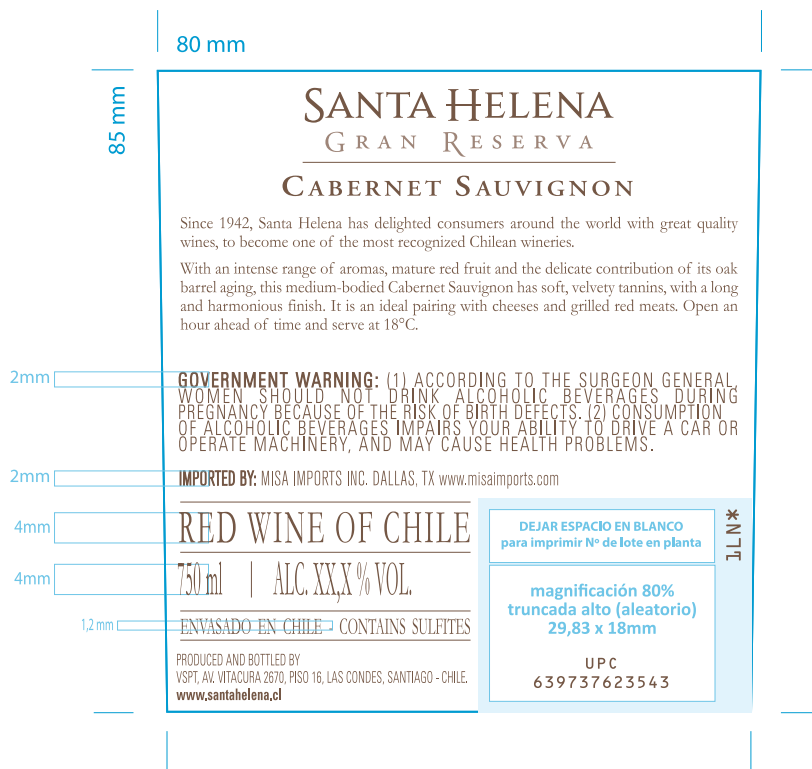 80 mm
85 mm
SANTA HELENA
GRAN RESERVA
CABERNET SAUVIGNON
Since 1942, Santa Helena has delighted consumers around the world with great quality
wines, to become one of the most recognized Chilean wineries.
With an intense range of aromas, mature red fruit and the delicate contribution of its oak
barrel aging, this medium-bodied Cabernet Sauvignon has soft, velvety tannins, with a long
and harmonious finish. It is an ideal pairing with cheeses and grilled red meats. Open an
hour ahead of time and serve at 18°C.
2mm
GOVERNMENT WARNING: (1) ACCORDING TO THE SURGEON GENERAL,
WOMEN SHOULD NOT DRINK ALCOHOLIC BEVERAGES DURING
PREGNANCY BECAUSE OF THE RISK OF BIRTH DEFECTS. (2) CONSUMPTION
OF ALCOHOLIC BEVERAGES IMPAIRS YOUR ABILITY TO DRIVE A CAR OR
OPERATE MACHINERY, AND MAY CAUSE HEALTH PROBLEMS.
2mm
IMPORTED BY: MISA IMPORTS INC. DALLAS, TX www.misaimports.com
4mm
RED WINE OF CHILE
4mm
750 ml | ALC. XX,X % VOL.
1,2 mm
ENVASADO EN CHILE - CONTAINS SULFITES
PRODUCED AND BOTTLED BY
VSPT, AV. VITACURA 2670, PISO 16, LAS CONDES, SANTIAGO - CHILE.
www.santahelena.cl
DEJAR ESPACIO EN BLANCO
para imprimir Nº de lote en planta
1LN*
magnificación 80%
truncada alto (aleatorio)
29,83 x 18mm
UPC
639737623543